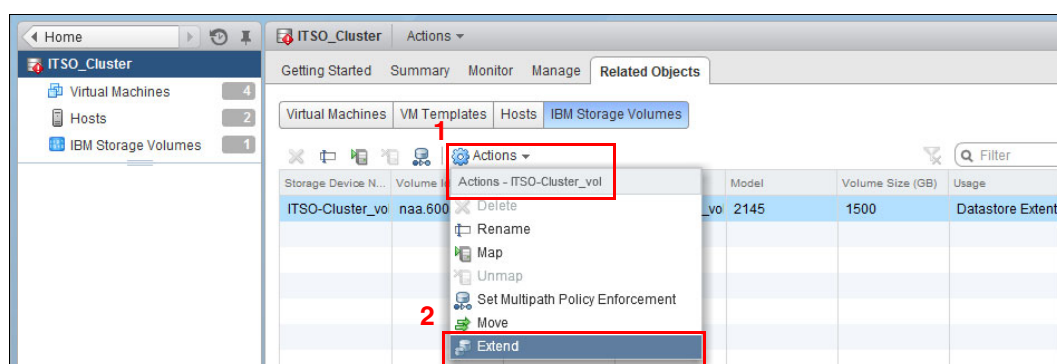 Home
ITSO_Cluster Actions
ITSO_Cluster
Virtual Machines 4
Hosts 2
IBM Storage Volumes 1
Getting Started Summary Monitor Manage Related Objects
Virtual Machines VM Templates Hosts IBM Storage Volumes
1
Actions Filter
Storage Device N... Volume Model Volume Size (GB) Usage
Actions - ITSO-Cluster_vol
ITSO-Cluster_vol naa.600 _vol 2145 1500 Datastore Extent
Delete
Rename
Map
Unmap
Set Multipath Policy Enforcement
2
Move
Extend